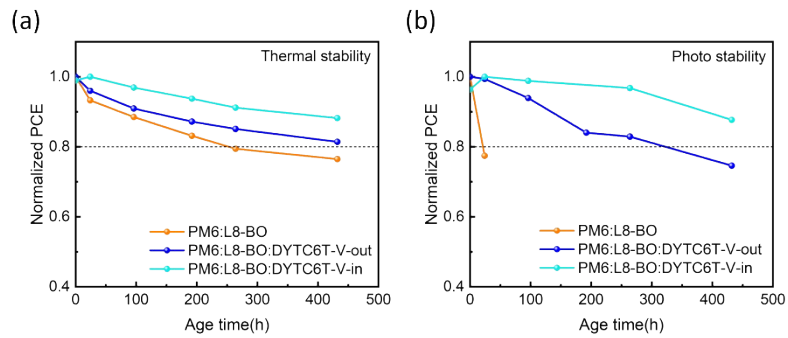 (a)
Thermal stability
1.0
0.8
0.6
0.4
Normalized PCE
PM6:L8-BO
PM6:L8-BO:DYTC6T-V-out
PM6:L8-BO:DYTC6T-V-in
0 100 200 300 400 500
Age time(h)
(b)
Photo stability
1.0
0.8
0.6
0.4
Normalized PCE
PM6:L8-BO
PM6:L8-BO:DYTC6T-V-out
PM6:L8-BO:DYTC6T-V-in
0 100 200 300 400 500
Age time(h)